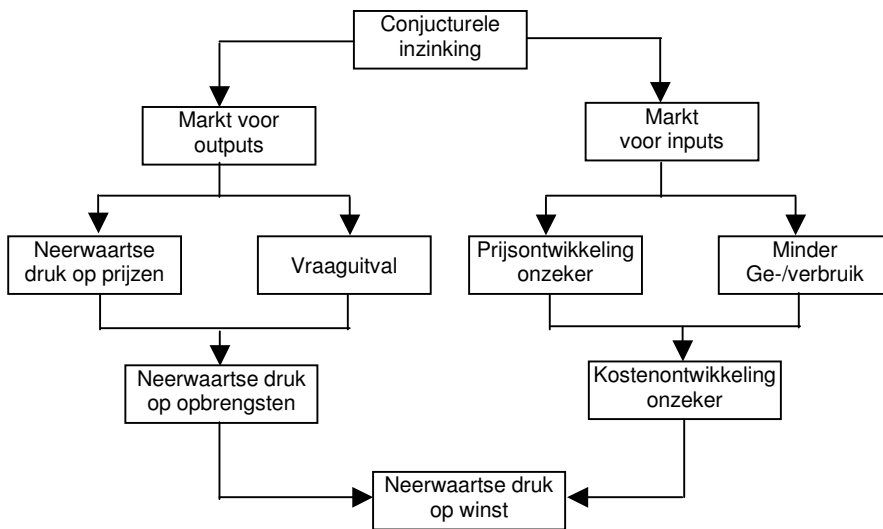 Conjucturele
inzinking
Markt voor
outputs
Markt
voor inputs
Neerwaartse
druk op prijzen
Vraaguitval
Prijsontwikkeling
onzeker
Minder
Ge-/verbruik
Neerwaartse druk
op opbrengsten
Kostenontwikkeling
onzeker
Neerwaartse druk
op winst